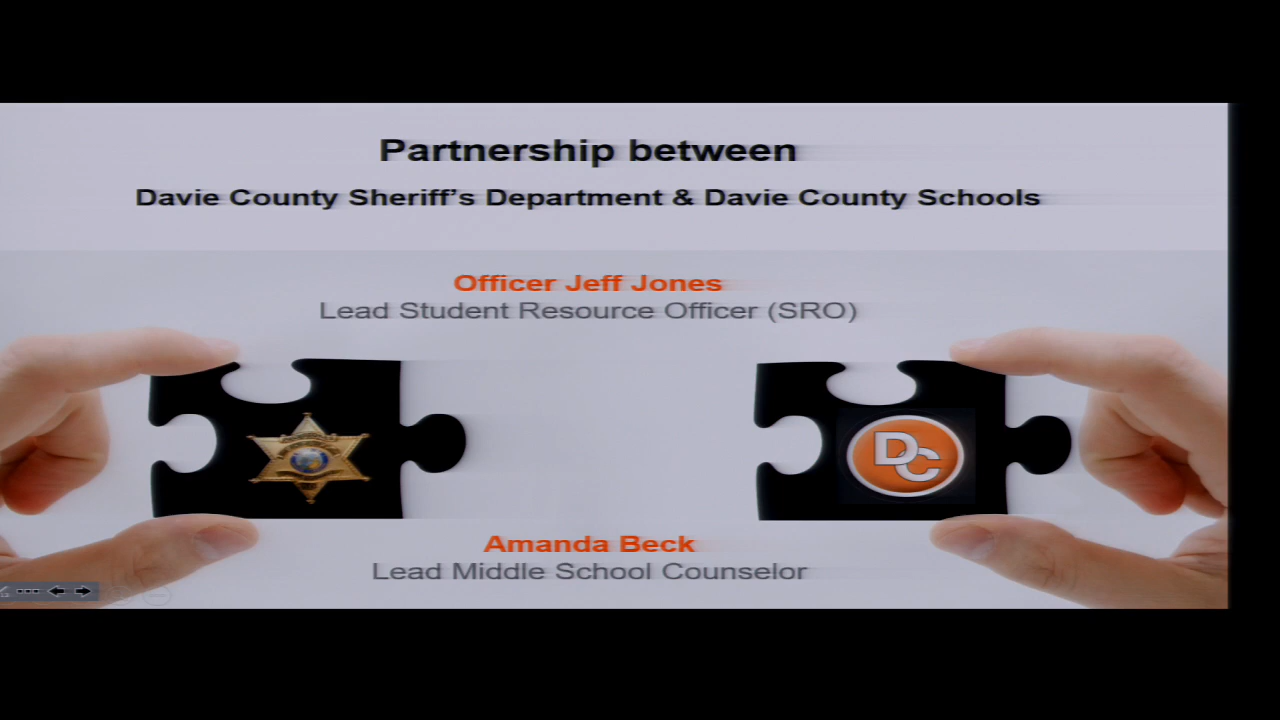 Partnership between
Davie County Sheriff’s Department & Davie County Schools
Officer Jeff Jones
Lead Student Resource Officer (SRO)
DC
Amanda Beck
Lead Middle School Counselor